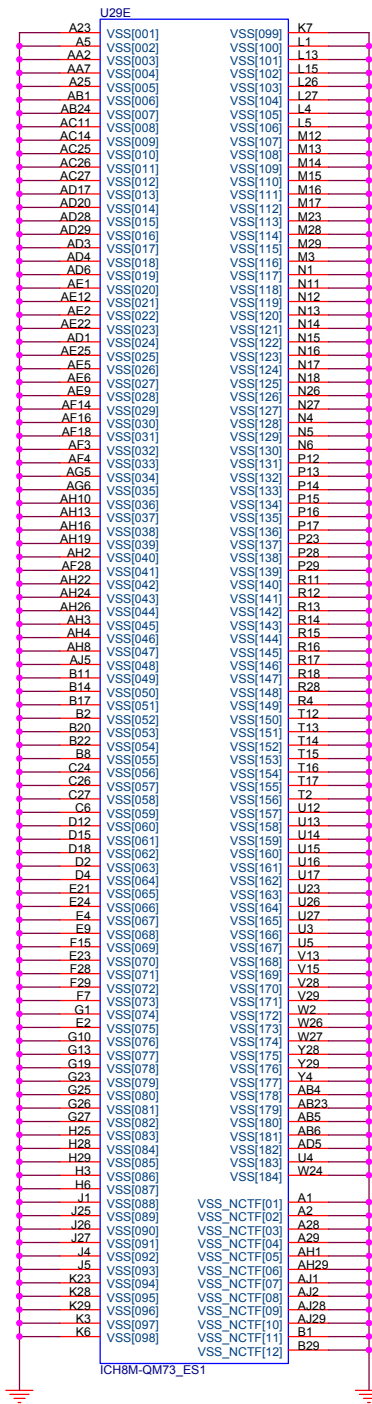 U29E
A23 VSS[001] VSS[099] K7
A5 VSS[002] VSS[100] L1
AA2 VSS[003] VSS[101] L13
AA7 VSS[004] VSS[102] L15
A25 VSS[005] VSS[103] L26
AB1 VSS[006] VSS[104] L27
AB24 VSS[007] VSS[105] L4
AC11 VSS[008] VSS[106] L5
AC14 VSS[009] VSS[107] M12
AC25 VSS[010] VSS[108] M13
AC26 VSS[011] VSS[109] M14
AC27 VSS[012] VSS[110] M15
AD17 VSS[013] VSS[111] M16
AD20 VSS[014] VSS[112] M17
AD28 VSS[015] VSS[113] M23
AD29 VSS[016] VSS[114] M28
AD3 VSS[017] VSS[115] M29
AD4 VSS[018] VSS[116] M3
AD6 VSS[019] VSS[117] N1
AE1 VSS[020] VSS[118] N11
AE12 VSS[021] VSS[119] N12
AE2 VSS[022] VSS[120] N13
AE22 VSS[023] VSS[121] N14
AD1 VSS[024] VSS[122] N15
AE25 VSS[025] VSS[123] N16
AE5 VSS[026] VSS[124] N17
AE6 VSS[027] VSS[125] N18
AE9 VSS[028] VSS[126] N26
AF14 VSS[029] VSS[127] N27
AF16 VSS[030] VSS[128] N4
AF18 VSS[031] VSS[129] N5
AF3 VSS[032] VSS[130] N6
AF4 VSS[033] VSS[131] P12
AG5 VSS[034] VSS[132] P13
AG6 VSS[035] VSS[133] P14
AH10 VSS[036] VSS[134] P15
AH13 VSS[037] VSS[135] P16
AH16 VSS[038] VSS[136] P17
AH19 VSS[039] VSS[137] P23
AH2 VSS[040] VSS[138] P28
AF28 VSS[041] VSS[139] P29
AH22 VSS[042] VSS[140] R11
AH24 VSS[043] VSS[141] R12
AH26 VSS[044] VSS[142] R13
AH3 VSS[045] VSS[143] R14
AH4 VSS[046] VSS[144] R15
AH8 VSS[047] VSS[145] R16
AJ5 VSS[048] VSS[146] R17
B11 VSS[049] VSS[147] R18
B14 VSS[050] VSS[148] R28
B17 VSS[051] VSS[149] R4
B2 VSS[052] VSS[150] T12
B20 VSS[053] VSS[151] T13
B22 VSS[054] VSS[152] T14
B8 VSS[055] VSS[153] T15
C24 VSS[056] VSS[154] T16
C26 VSS[057] VSS[155] T17
C27 VSS[058] VSS[156] T2
C6 VSS[059] VSS[157] U12
D12 VSS[060] VSS[158] U13
D15 VSS[061] VSS[159] U14
D18 VSS[062] VSS[160] U15
D2 VSS[063] VSS[161] U16
D4 VSS[064] VSS[162] U17
E21 VSS[065] VSS[163] U23
E24 VSS[066] VSS[164] U26
E4 VSS[067] VSS[165] U27
E9 VSS[068] VSS[166] U3
F15 VSS[069] VSS[167] U5
E23 VSS[070] VSS[168] V13
F28 VSS[071] VSS[169] V15
F29 VSS[072] VSS[170] V28
F7 VSS[073] VSS[171] V29
G1 VSS[074] VSS[172] W2
E2 VSS[075] VSS[173] W26
G10 VSS[076] VSS[174] W27
G13 VSS[077] VSS[175] Y28
G19 VSS[078] VSS[176] Y29
G23 VSS[079] VSS[177] Y4
G25 VSS[080] VSS[178] AB4
G26 VSS[081] VSS[179] AB23
G27 VSS[082] VSS[180] AB5
H25 VSS[083] VSS[181] AB6
H28 VSS[084] VSS[182] AD5
H29 VSS[085] VSS[183] U4
H3 VSS[086] VSS[184] W24
H6 VSS[087]
J1 VSS[088] VSS_NCTF[01] A1
J25 VSS[089] VSS_NCTF[02] A2
J26 VSS[090] VSS_NCTF[03] A28
J27 VSS[091] VSS_NCTF[04] A29
J4 VSS[092] VSS_NCTF[05] AH1
J5 VSS[093] VSS_NCTF[06] AH29
K23 VSS[094] VSS_NCTF[07] AJ1
K28 VSS[095] VSS_NCTF[08] AJ2
K29 VSS[096] VSS_NCTF[09] AJ28
K3 VSS[097] VSS_NCTF[10] AJ29
K6 VSS[098] VSS_NCTF[11] B1
VSS_NCTF[12] B29
ICH8M-QM73_ES1